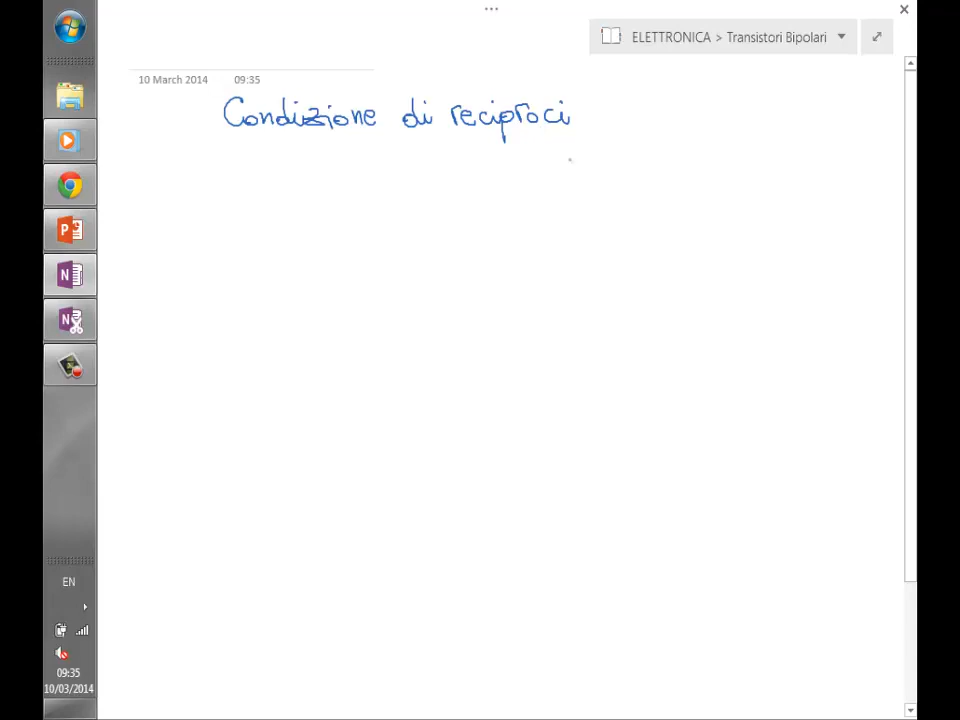 ELETTRONICA > Transistori Bipolari
10 March 2014 09:35
Condizione di reciproci
P
N
N
EN
09:35
10/03/2014